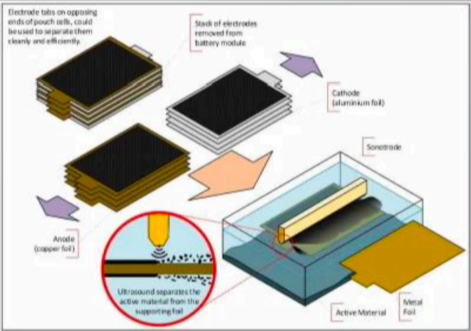 Electrode tabs on opposing
ends of pouch cells, could
be used to separate them
cleanly and efficiently.
Stack of electrodes
removed from
battery module
Cathode
(aluminium foil)
Sonotrode
Anode
(copper foil)
Ultrasound separates the
active material from the
supporting foil
Active Material
Metal
Foil